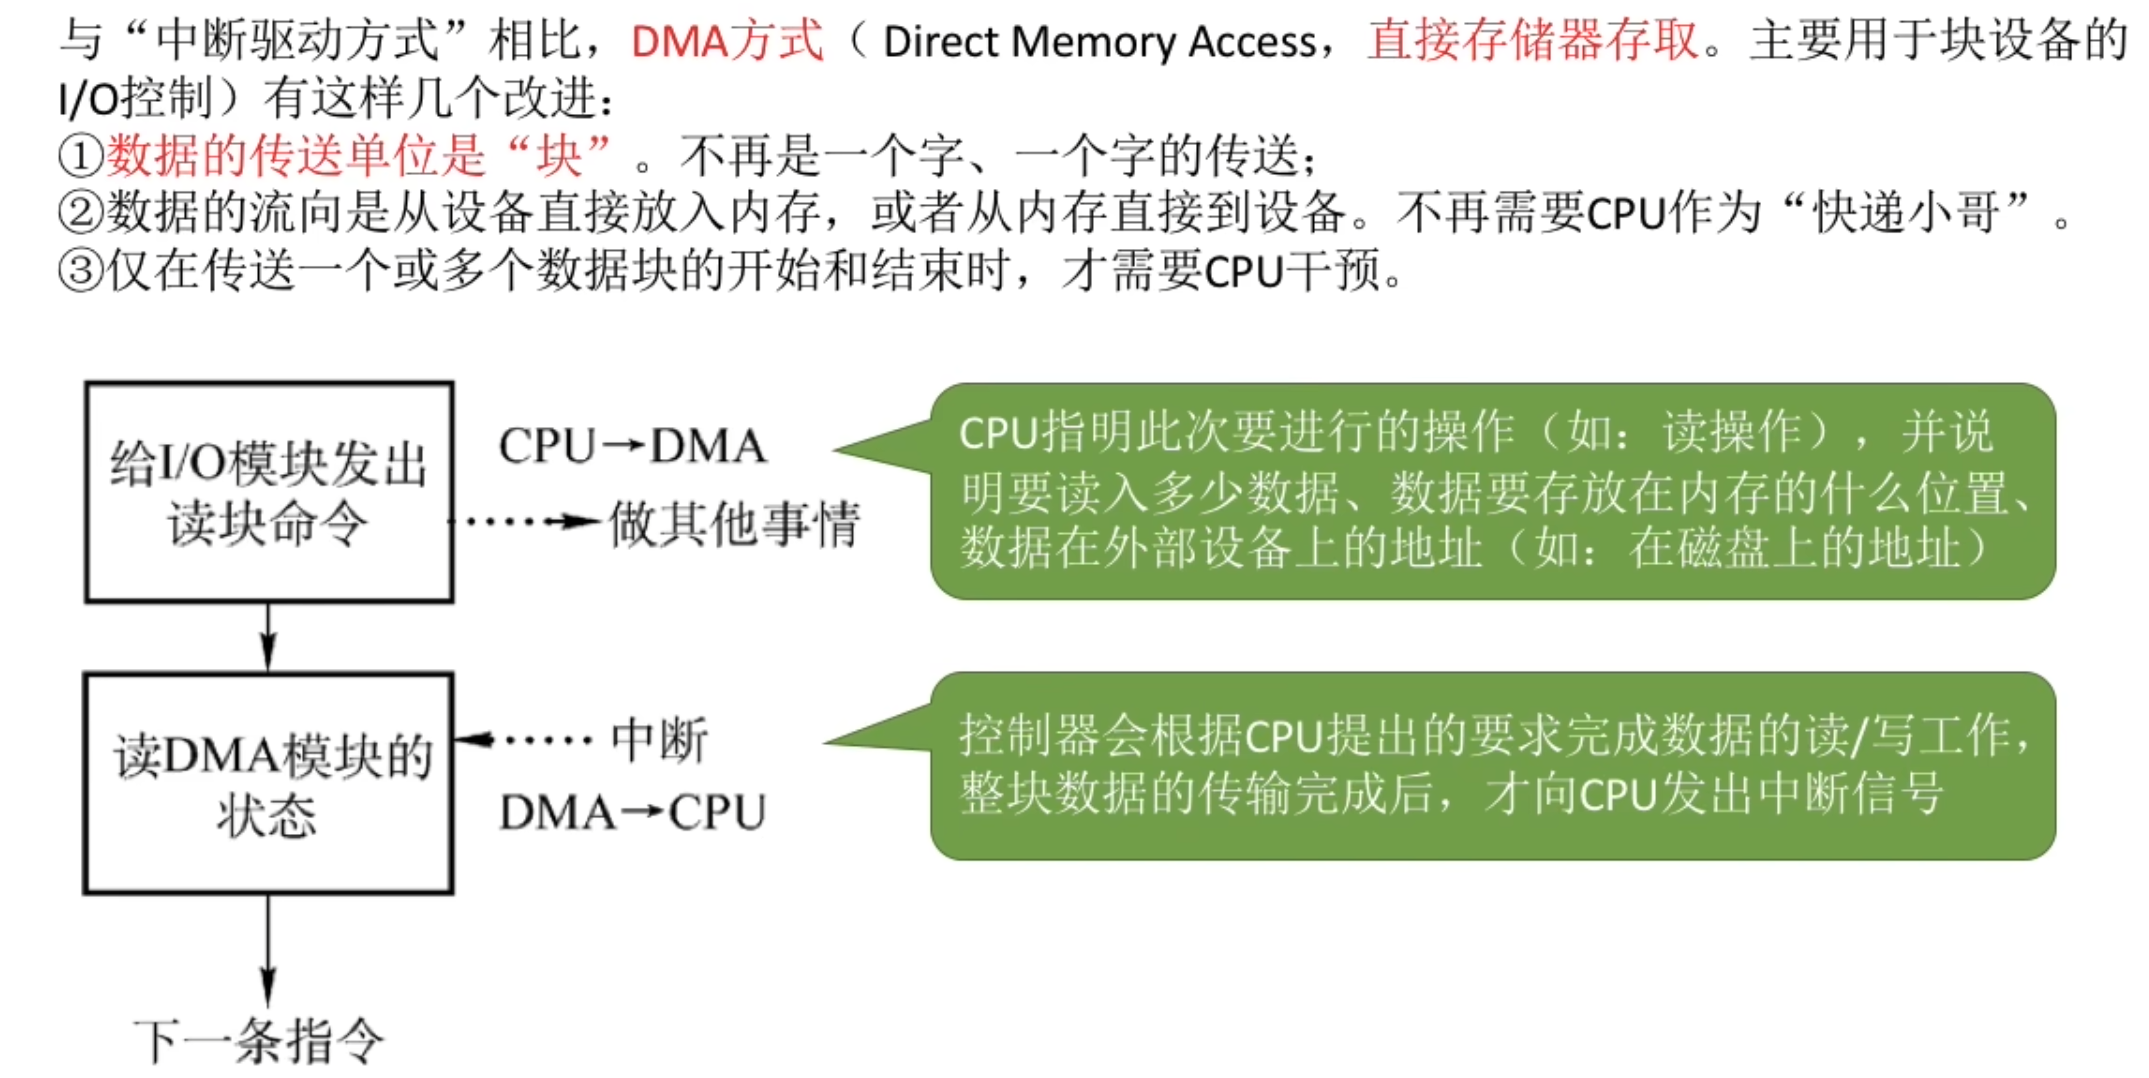 与“中断驱动方式”相比，DMA方式（ Direct Memory Access，直接存储器存取。主要用于块设备的
I/O控制）有这样几个改进：
①数据的传送单位是“块”。不再是一个字、一个字的传送；
②数据的流向是从设备直接放入内存，或者从内存直接到设备。不再需要CPU作为“快递小哥”。
③仅在传送一个或多个数据块的开始和结束时，才需要CPU干预。
给I/O模块发出
读块命令
CPU→DMA
做其他事情
CPU指明此次要进行的操作（如：读操作），并说
明要读入多少数据、数据要存放在内存的什么位置、
数据在外部设备上的地址（如：在磁盘上的地址）
读DMA模块的
状态
中断
DMA→CPU
控制器会根据CPU提出的要求完成数据的读/写工作，
整块数据的传输完成后，才向CPU发出中断信号
下一条指令